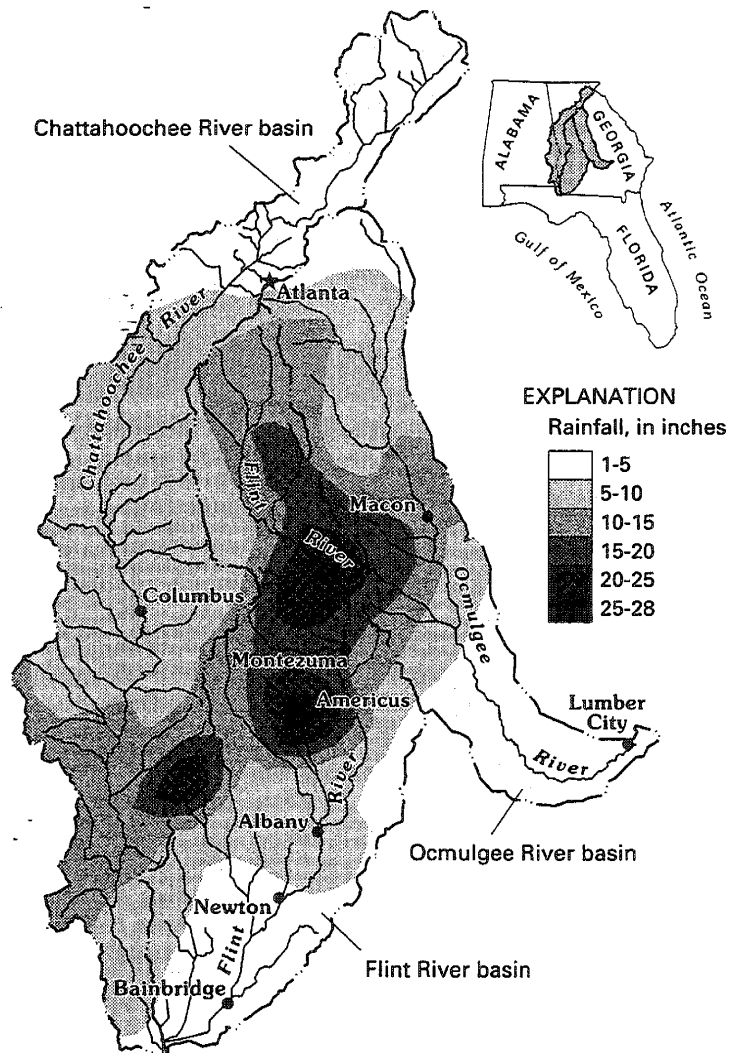 Chattahoochee River basin
ALABAMA
GEORGIA
FLORIDA
Gulf of Mexico
Atlantic Ocean
Atlanta
Chattahoochee River
EXPLANATION
Rainfall, in inches
1-5
5-10
10-15
15-20
20-25
25-28
Flint River
Macon
Columbus
Ocmulgee River
Montezuma
Americus
Lumber
City
River
Albany
Ocmulgee River basin
Newton
Flint
Flint River basin
Bainbridge